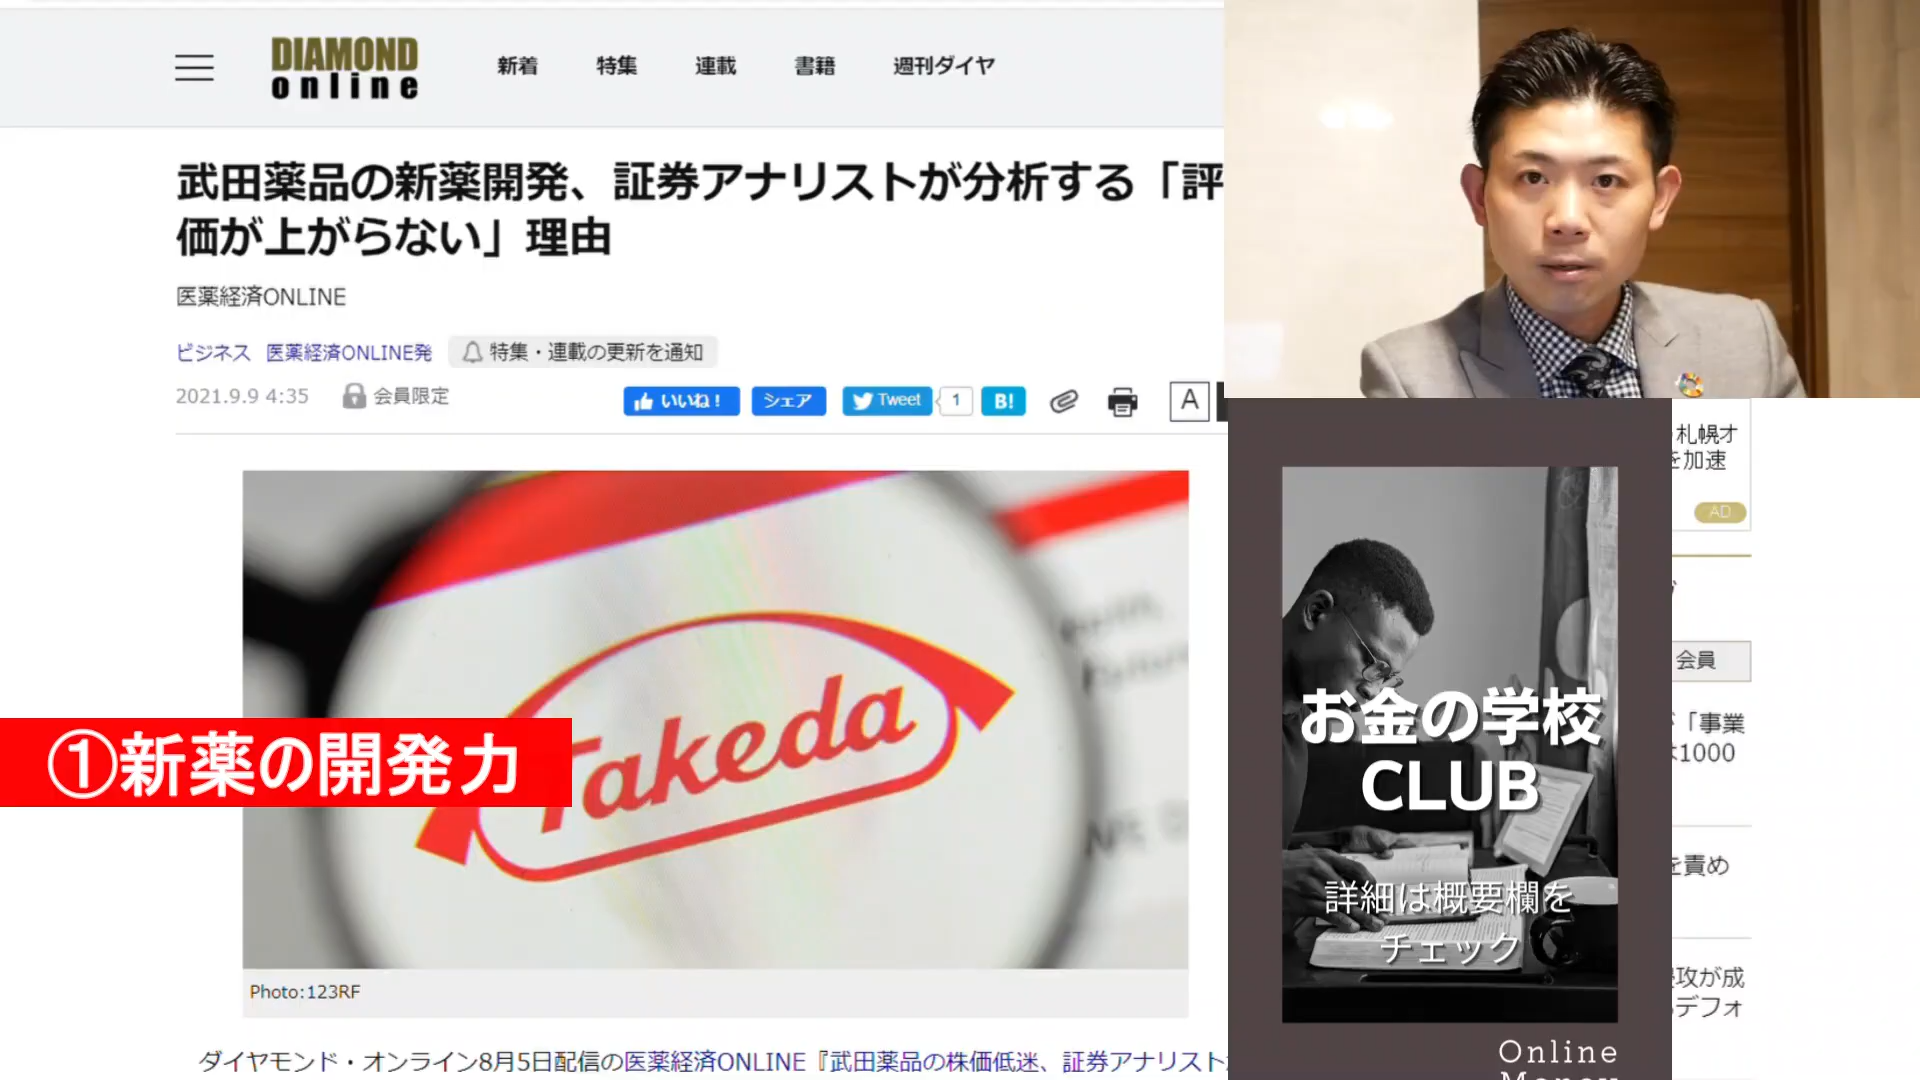 DIAMOND
online
新着 特集 連載 書籍 週刊ダイヤ
武田薬品の新薬開発、証券アナリストが分析する「評
価が上がらない」理由
医薬経済ONLINE
ビジネス 医薬経済ONLINE発 特集・連載の更新を通知
2021.9.9 4:35 会員限定 いいね! シェア Tweet 1 B! A
Takeda
①新薬の開発力
Photo:123RF
ダイヤモンド・オンライン8月5日配信の医薬経済ONLINE『武田薬品の株価低迷、証券アナリスト
札幌オ
を加速
AD
会員
「事業
1000
を責め
攻が成
デフォ
お金の学校
CLUB
詳細は概要欄を
チェック
Online
Money